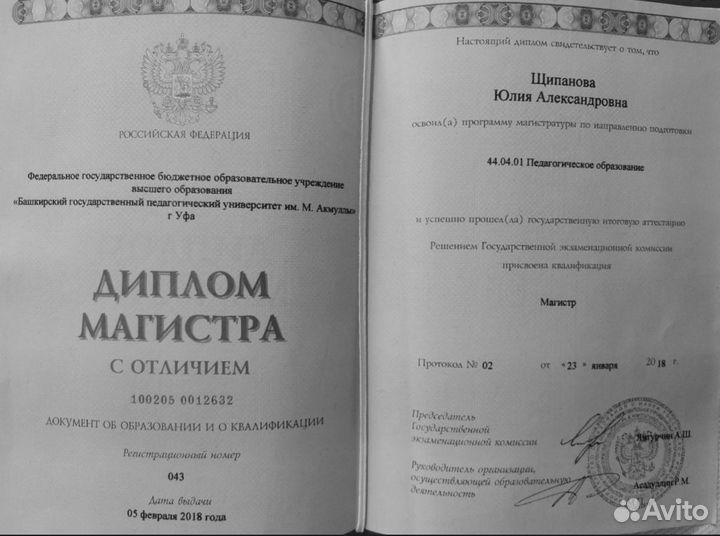 РОССИЙСКАЯ ФЕДЕРАЦИЯ
Федеральное государственное бюджетное образовательное учреждение
высшего образования
«Башкирский государственный педагогический университет им. М. Акмуллы»
г Уфа
ДИПЛОМ
МАГИСТРА
С ОТЛИЧИЕМ
100205 0012632
ДОКУМЕНТ ОБ ОБРАЗОВАНИИ И О КВАЛИФИКАЦИИ
Регистрационный номер
043
Дата выдачи
05 февраля 2018 года
Настоящий диплом свидетельствует о том, что
Щипанова
Юлия Александровна
освоил(а) программу магистратуры по направлению подготовки
44.04.01 Педагогическое образование
и успешно прошел(ла) государственную итоговую аттестацию
Решением Государственной экзаменационной комиссии
присвоена квалификация
Магистр
Протокол № 02 от «23» января 2018 г.
Председатель
Государственной
экзаменационной комиссии
А.Ш.
Руководитель организации,
осуществляющей образовательную
деятельность
Асадуллин Р.М.
Avito